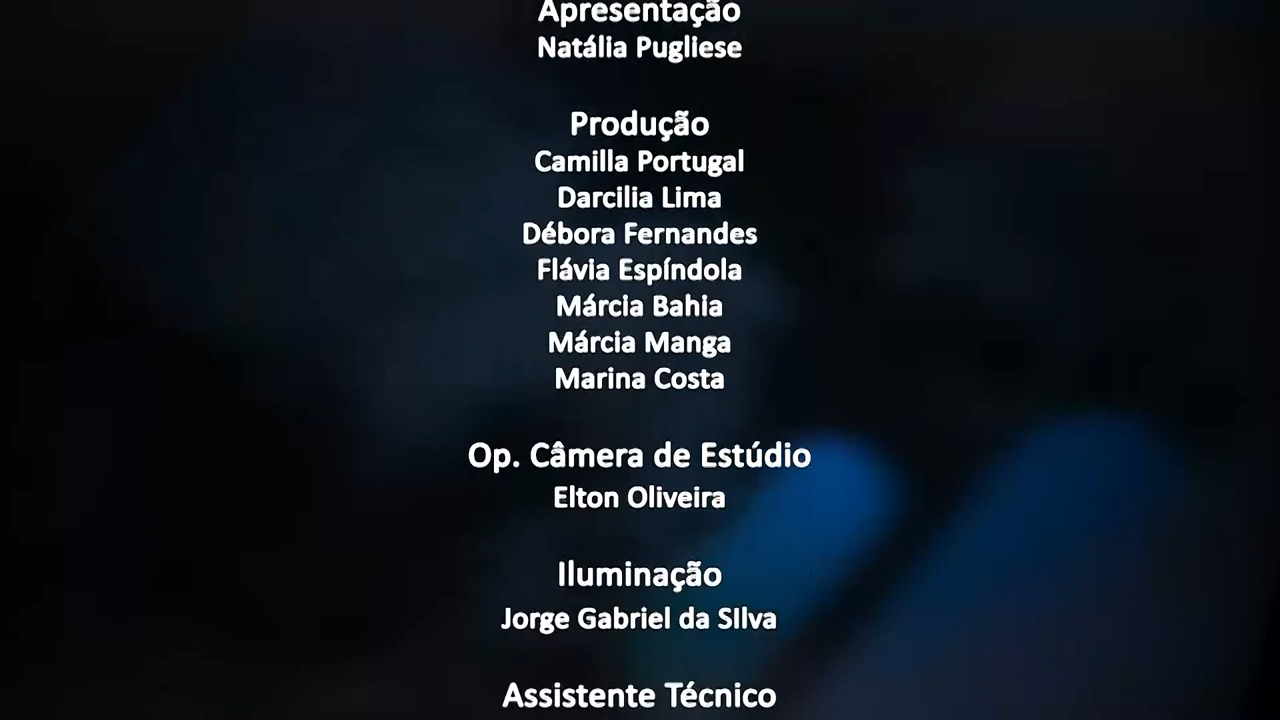 Apresentação
Natália Pugliese
Produção
Camilla Portugal
Darcilia Lima
Débora Fernandes
Flávia Espíndola
Márcia Bahia
Márcia Manga
Marina Costa
Op. Câmera de Estúdio
Elton Oliveira
Iluminação
Jorge Gabriel da SIlva
Assistente Técnico